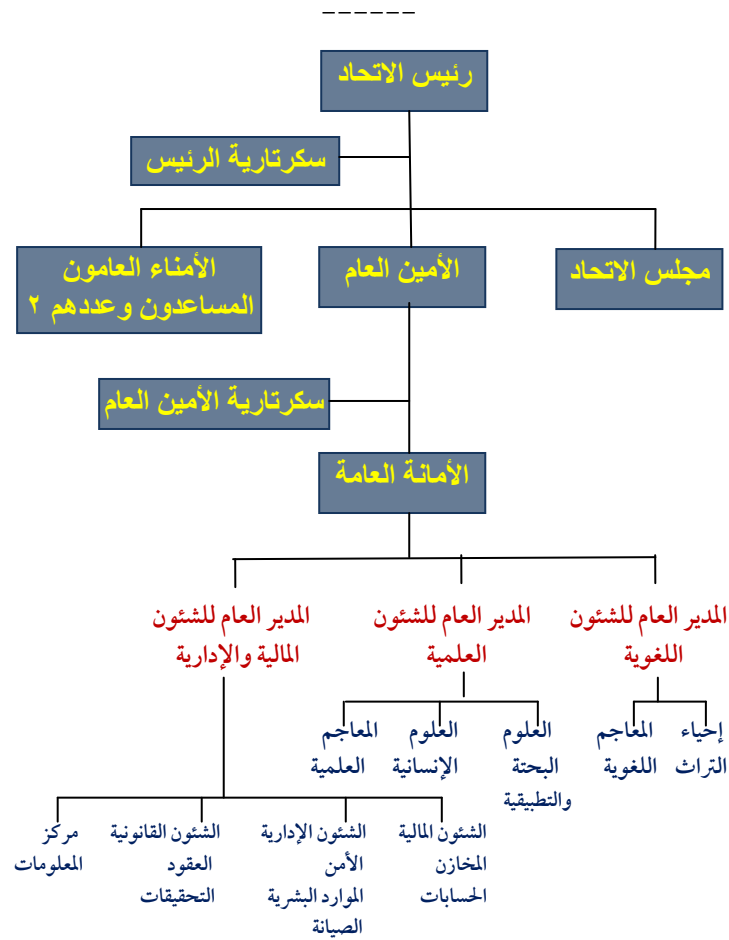 ------
رئيس الاتحاد
سكرتارية الرئيس
مجلس الاتحاد
الأمين العام
الأمناء العامون
المساعدون وعددهم ٢
سكرتارية الأمين العام
الأمانة العامة
المدير العام للشئون
اللغوية
المدير العام للشئون
العلمية
المدير العام للشئون
المالية والإدارية
إحياء
التراث
المعاجم
اللغوية
العلوم
البحتة
والتطبيقية
العلوم
الإنسانية
المعاجم
العلمية
الشئون المالية
المخازن
الحسابات
الشئون الإدارية
الأمن
الموارد البشرية
الصيانة
الشئون القانونية
العقود
التحقيقات
مركز
المعلومات